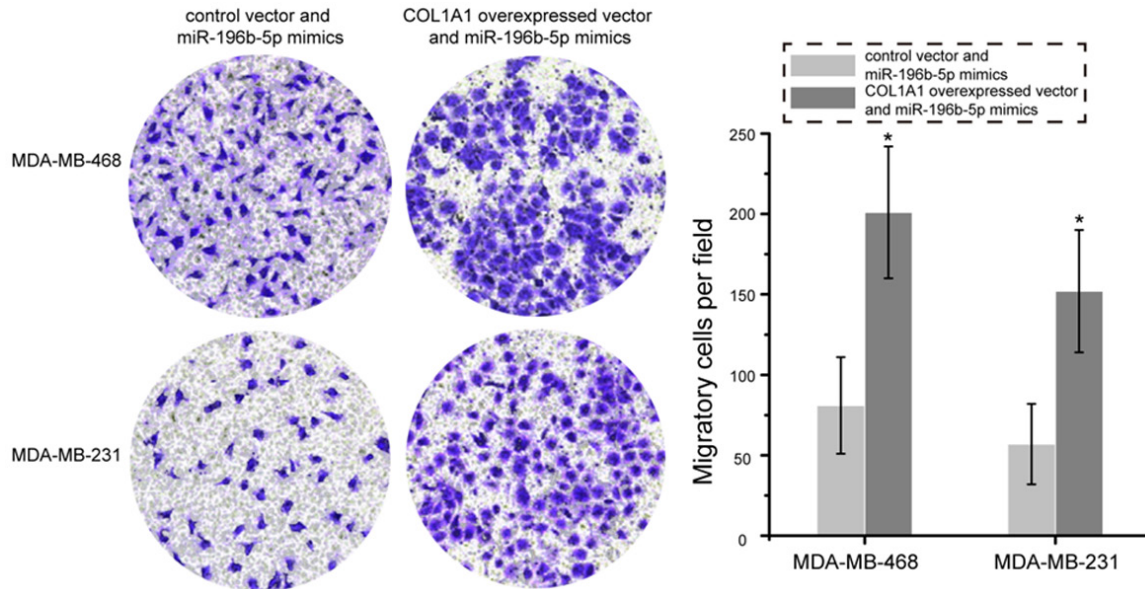 control vector and
miR-196b-5p mimics
COL1A1 overexpressed vector
and miR-196b-5p mimics
MDA-MB-468
MDA-MB-231
control vector and
miR-196b-5p mimics
COL1A1 overexpressed vector
and miR-196b-5p mimics
Migratory cells per field
250
200
150
100
50
0
*
*
MDA-MB-468
MDA-MB-231